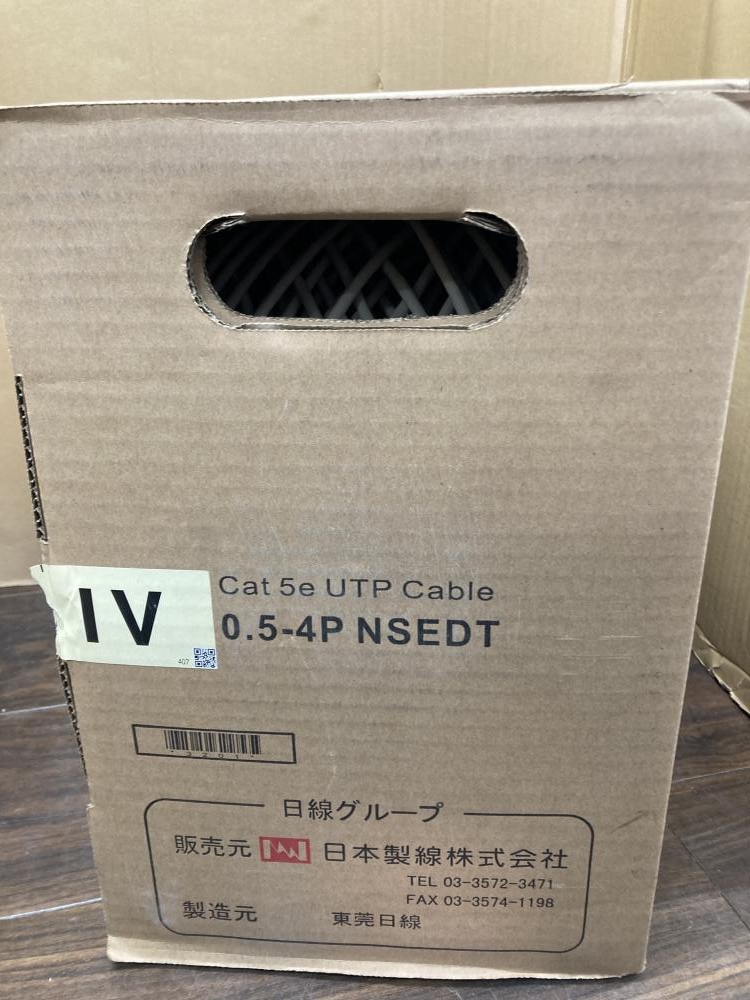 Cat 5e UTP Cable
IV
0.5-4P NSEDT
407
*3201*
日線グループ
販売元 日本製線株式会社
TEL 03-3572-3471
FAX 03-3574-1198
製造元 東莞日線